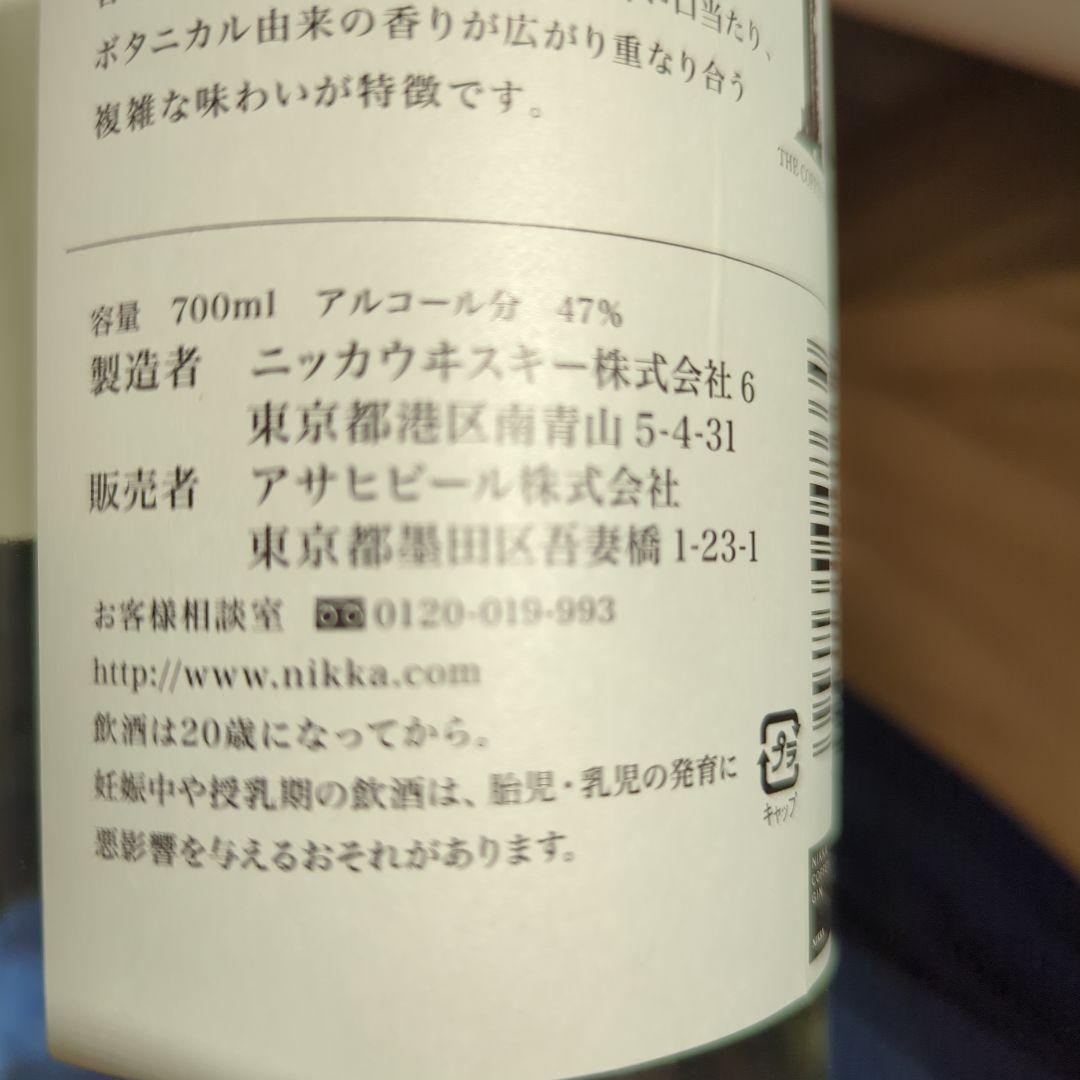 口当たり、
ボタニカル由来の香りが広がり重なり合う
複雑な味わいが特徴です。
THE
容量 700ml アルコール分 47%
製造者 ニッカウヰスキー株式会社 6
東京都港区南青山 5-4-31
販売者 アサヒビール株式会社
東京都墨田区吾妻橋 1-23-1
お客様相談室 0120-019-993
http://www.nikka.com
飲酒は20歳になってから。
妊娠中や授乳期の飲酒は、胎児・乳児の発育に
悪影響を与えるおそれがあります。
プラ
キャップ
NIKKA
COFFEY
GIN